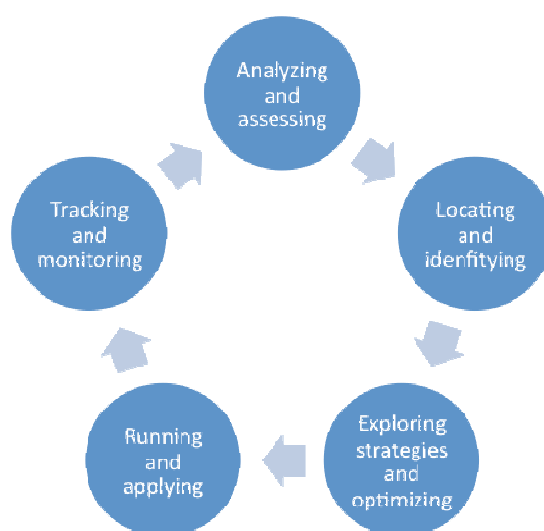 Analyzing
and
assessing
Locating
and
idenfitying
Exploring
strategies
and
optimizing
Running
and
applying
Tracking
and
monitoring